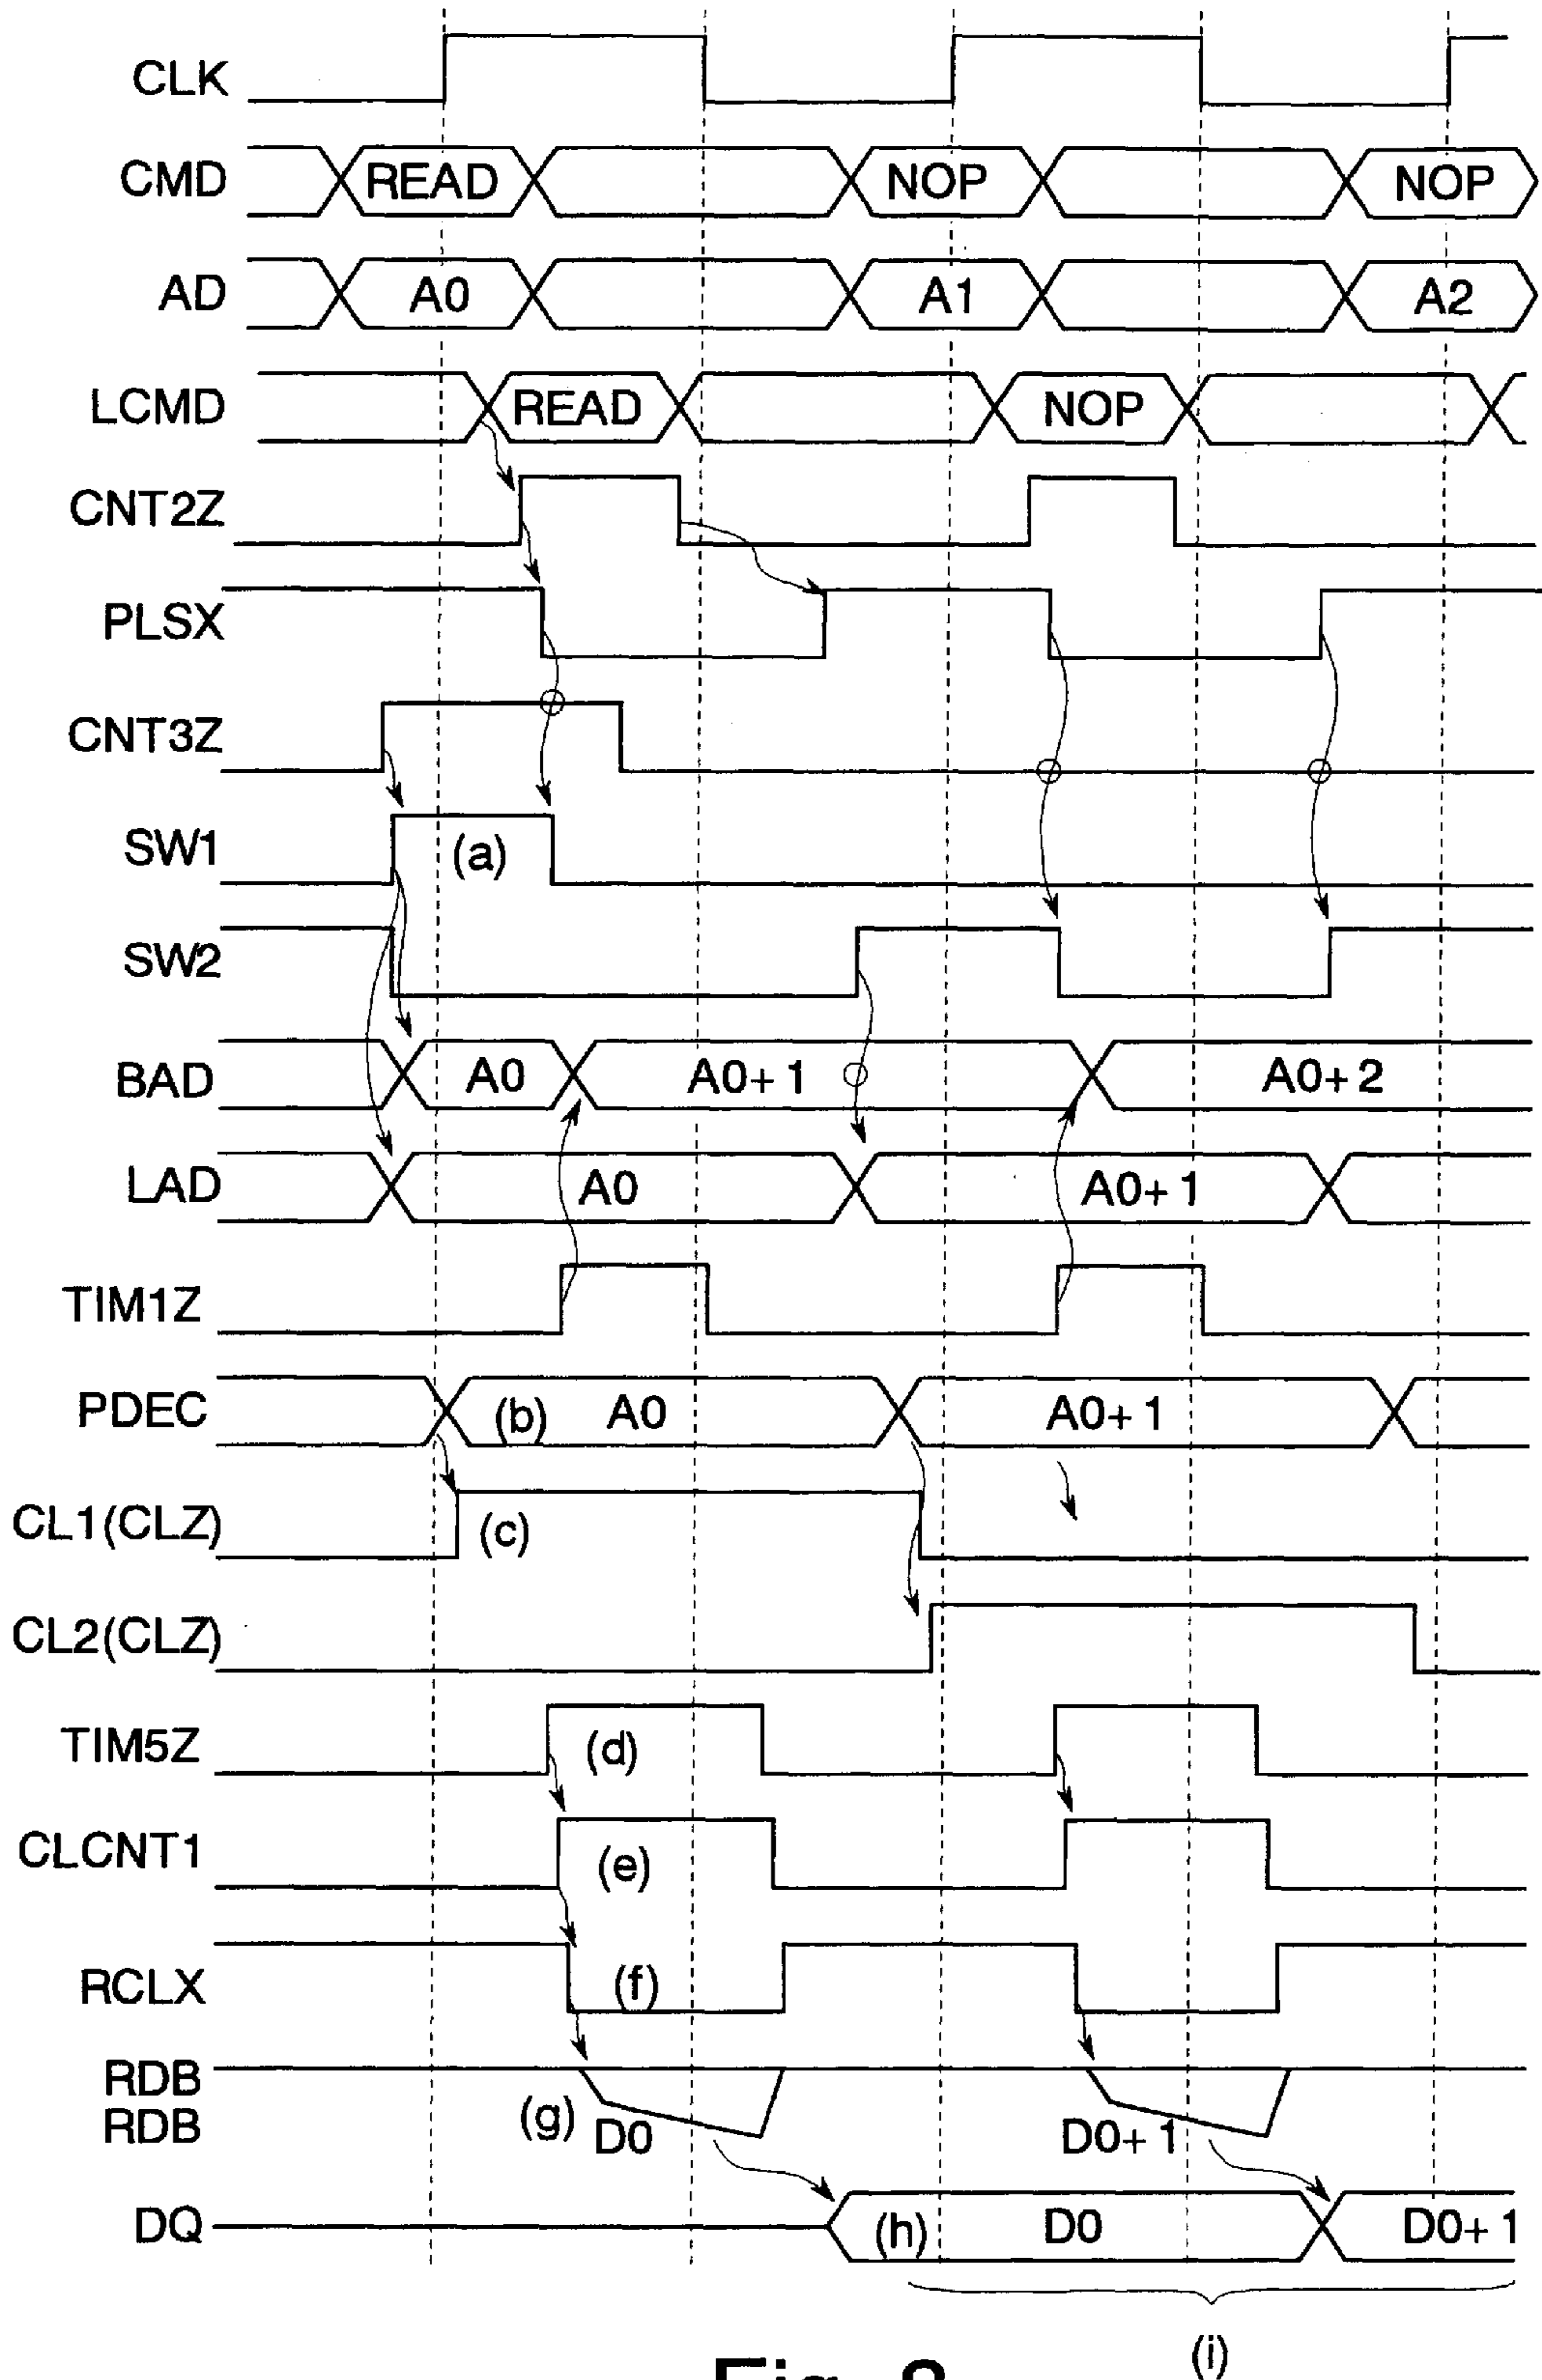 CLK
CMD READ NOP NOP
AD A0 A1 A2
LCMD READ NOP
CNT2Z
PLSX
CNT3Z
SW1 (a)
SW2
BAD A0 A0+1 A0+2
LAD A0 A0+1
TIM1Z
PDEC (b) A0 A0+1
CL1(CLZ) (c)
CL2(CLZ)
TIM5Z (d)
CLCNT1 (e)
RCLX (f)
RDB
RDB (g) D0 D0+1
DQ (h) D0 D0+1
(i)